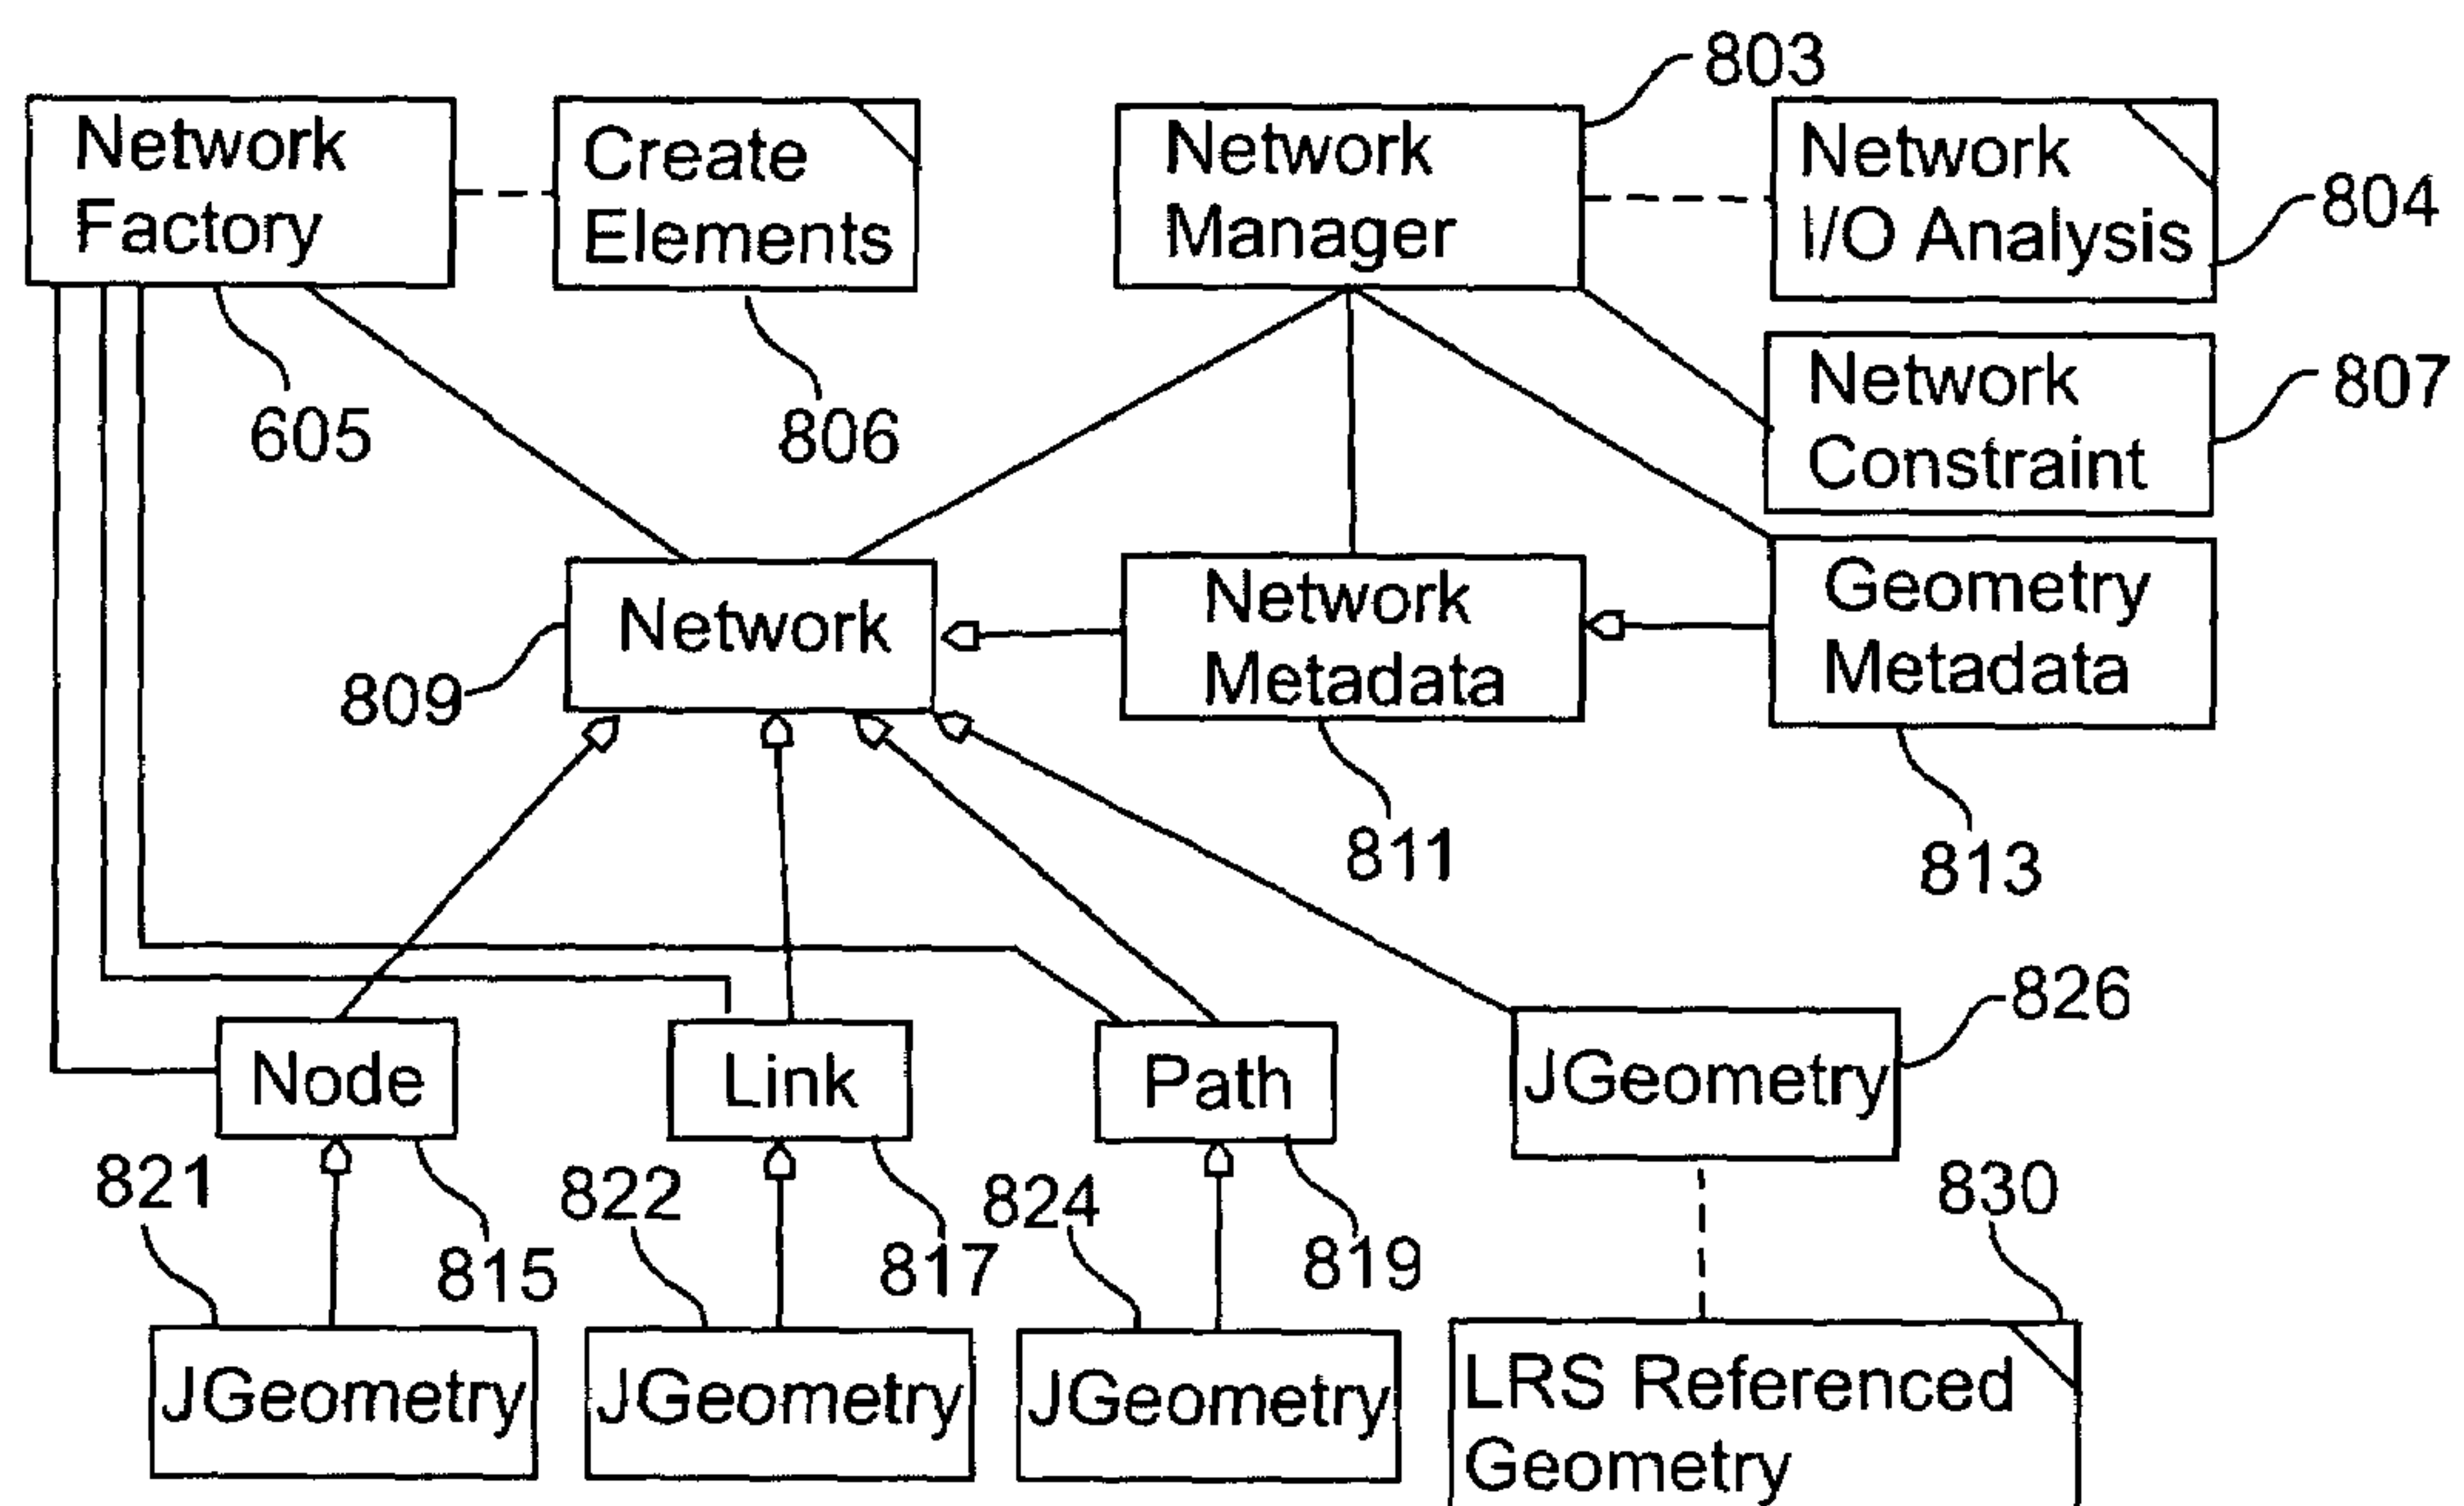 803
Network
Factory
Create
Elements
Network
Manager
Network
I/O Analysis
804
605
806
Network
Constraint
807
Network
809
Network
Metadata
Geometry
Metadata
811
813
826
Node
Link
Path
JGeometry
821
815
822
817
824
819
830
JGeometry
JGeometry
JGeometry
LRS Referenced
Geometry